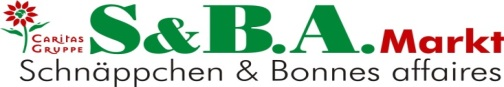 CARITAS
GRUPPE
S&B.A. Markt
Schnäppchen & Bonnes affaires